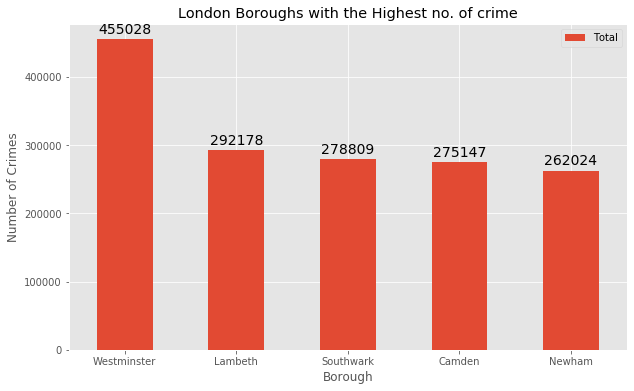 London Boroughs with the Highest no. of crime
Total
455028
292178
278809
275147
262024
Number of Crimes
400000
300000
200000
100000
0
Westminster Lambeth Southwark Camden Newham
Borough